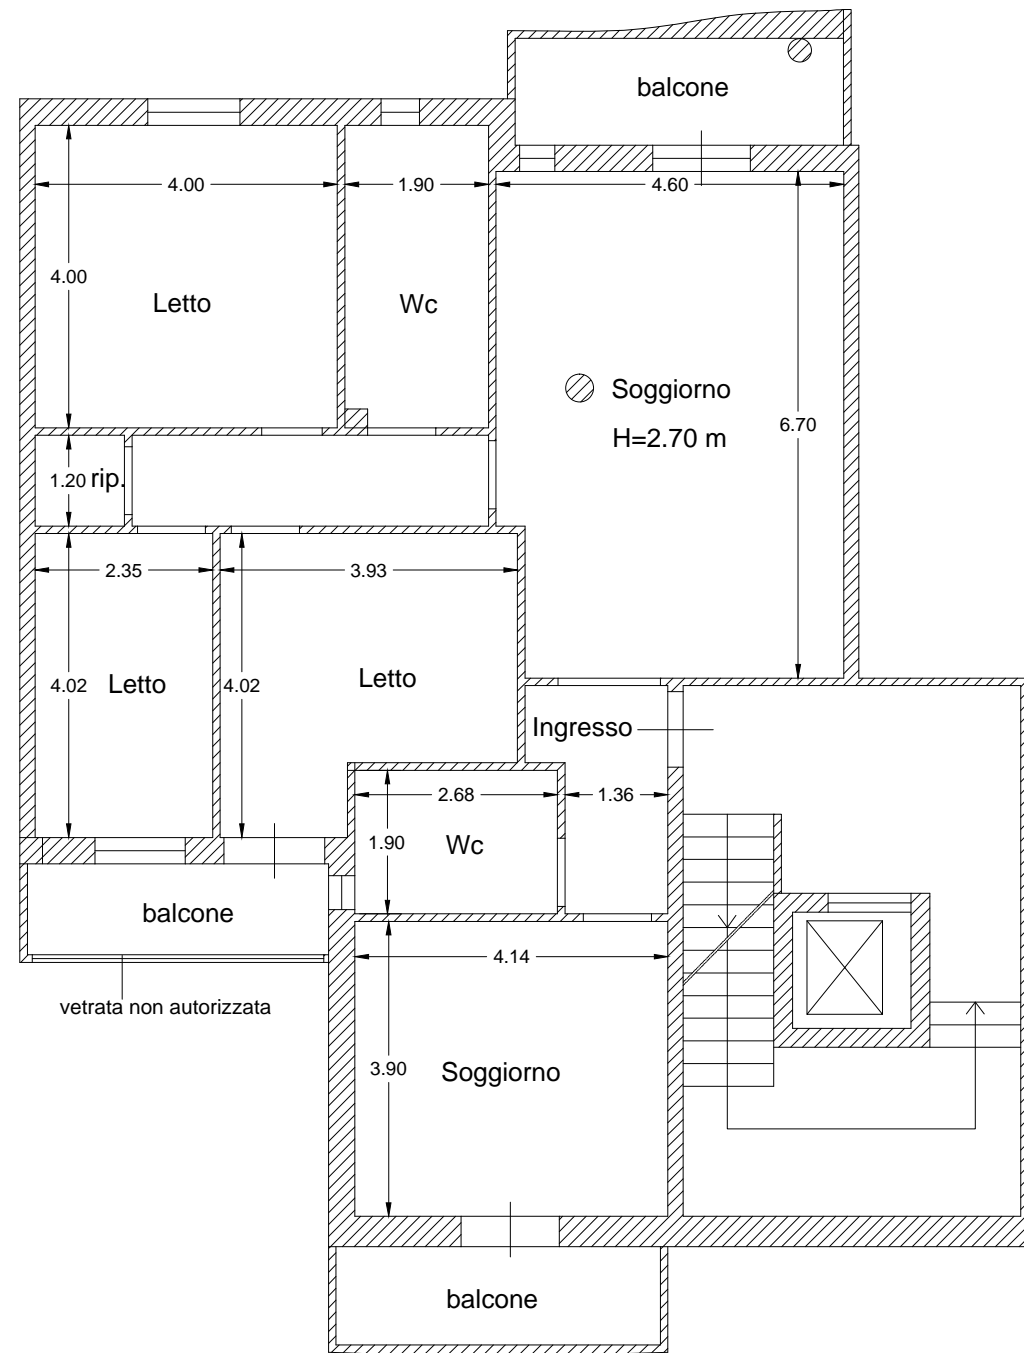 balcone
4.00
1.90
4.60
4.00
Letto
Wc
Soggiorno
H=2.70 m
6.70
1.20
rip.
2.35
3.93
4.02
Letto
4.02
Letto
Ingresso
2.68
1.36
1.90
Wc
balcone
4.14
vetrata non autorizzata
3.90
Soggiorno
balcone